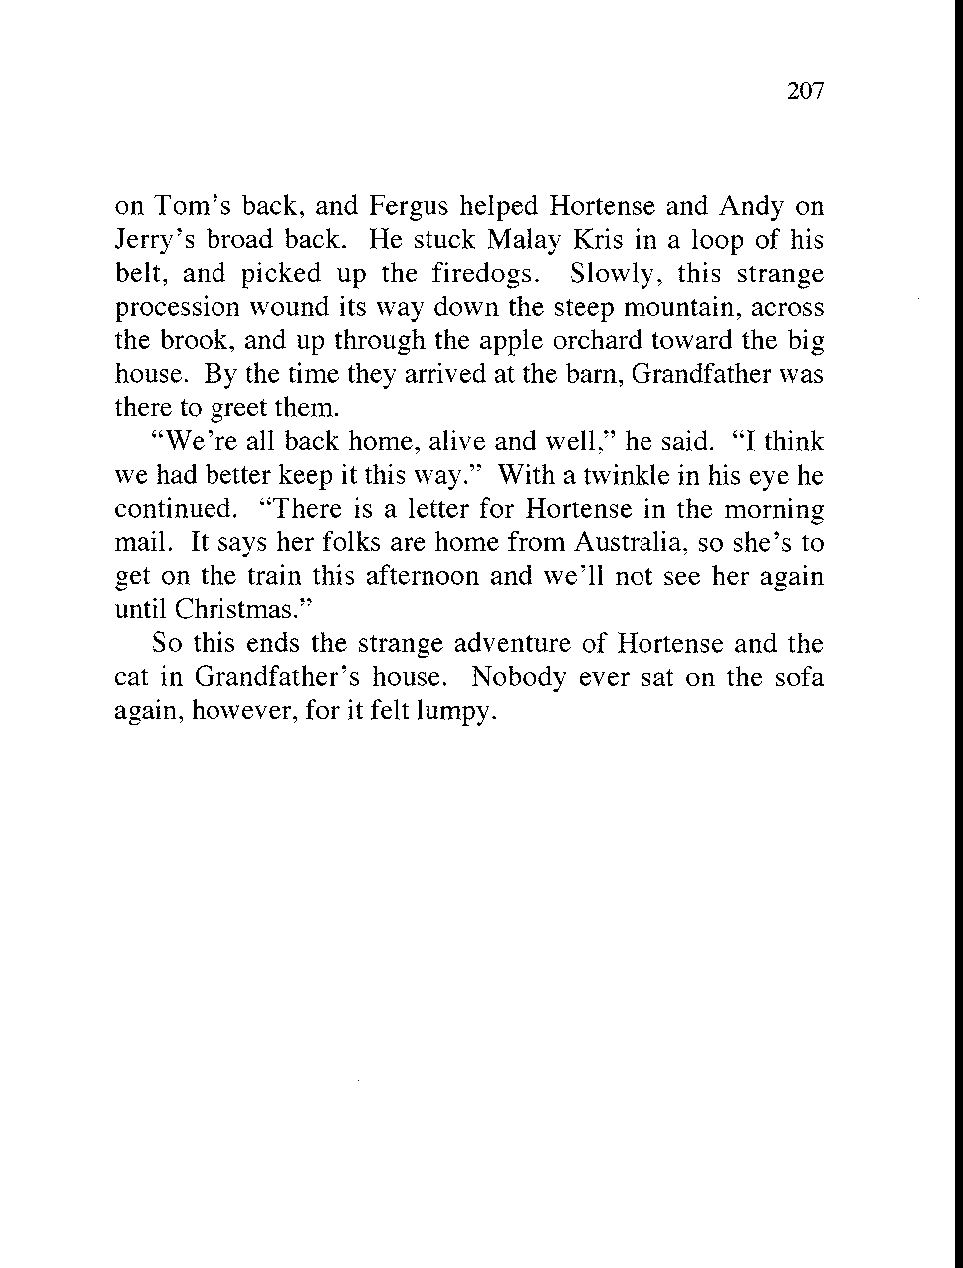 207
on Tom's back, and Fergus helped Hortense and Andy on
Jerry's broad back. He stuck Malay Kris in a loop of his
belt, and picked up the firedogs. Slowly, this strange
procession wound its way down the steep mountain, across
the brook, and up through the apple orchard toward the big
house. By the time they arrived at the barn, Grandfather was
there to greet them.
“We're all back home, alive and well,” he said. “I think
we had better keep it this way.” With a twinkle in his eye he
continued. “There is a letter for Hortense in the morning
mail. It says her folks are home from Australia, so she's to
get on the train this afternoon and we'll not see her again
until Christmas.”
So this ends the strange adventure of Hortense and the
cat in Grandfather's house. Nobody ever sat on the sofa
again, however, for it felt lumpy.